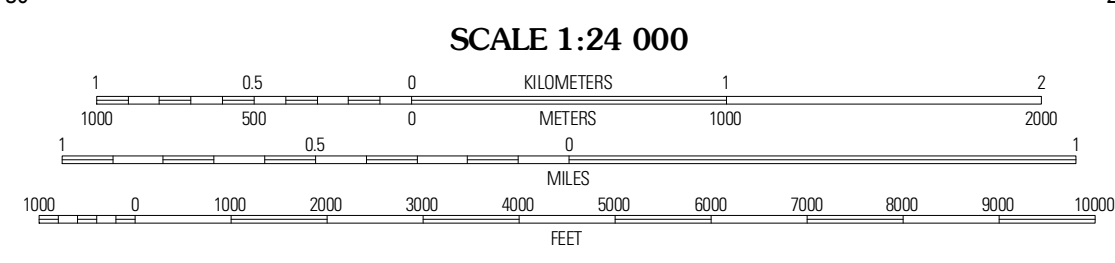 SCALE 1:24 000
1 0.5 0 KILOMETERS 1 2
1000 500 0 METERS 1000 2000
1 0.5 0 1
MILES
1000 0 1000 2000 3000 4000 5000 6000 7000 8000 9000 10000
FEET